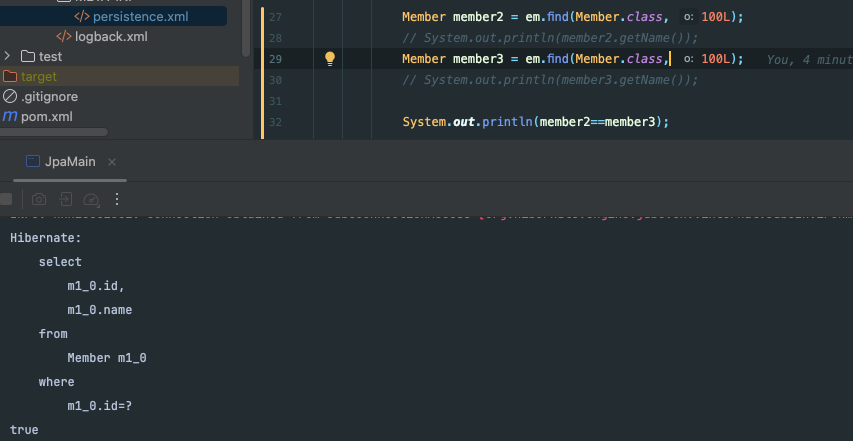 persistence.xml
logback.xml
test
target
.gitignore
pom.xml
27 Member member2 = em.find(Member.class, o: 100L);
28 // System.out.println(member2.getName());
29 Member member3 = em.find(Member.class, o: 100L); You, 4 minut
30 // System.out.println(member3.getName());
31
32 System.out.println(member2==member3);
JpaMain
Hibernate:
select
m1_0.id,
m1_0.name
from
Member m1_0
where
m1_0.id=?
true